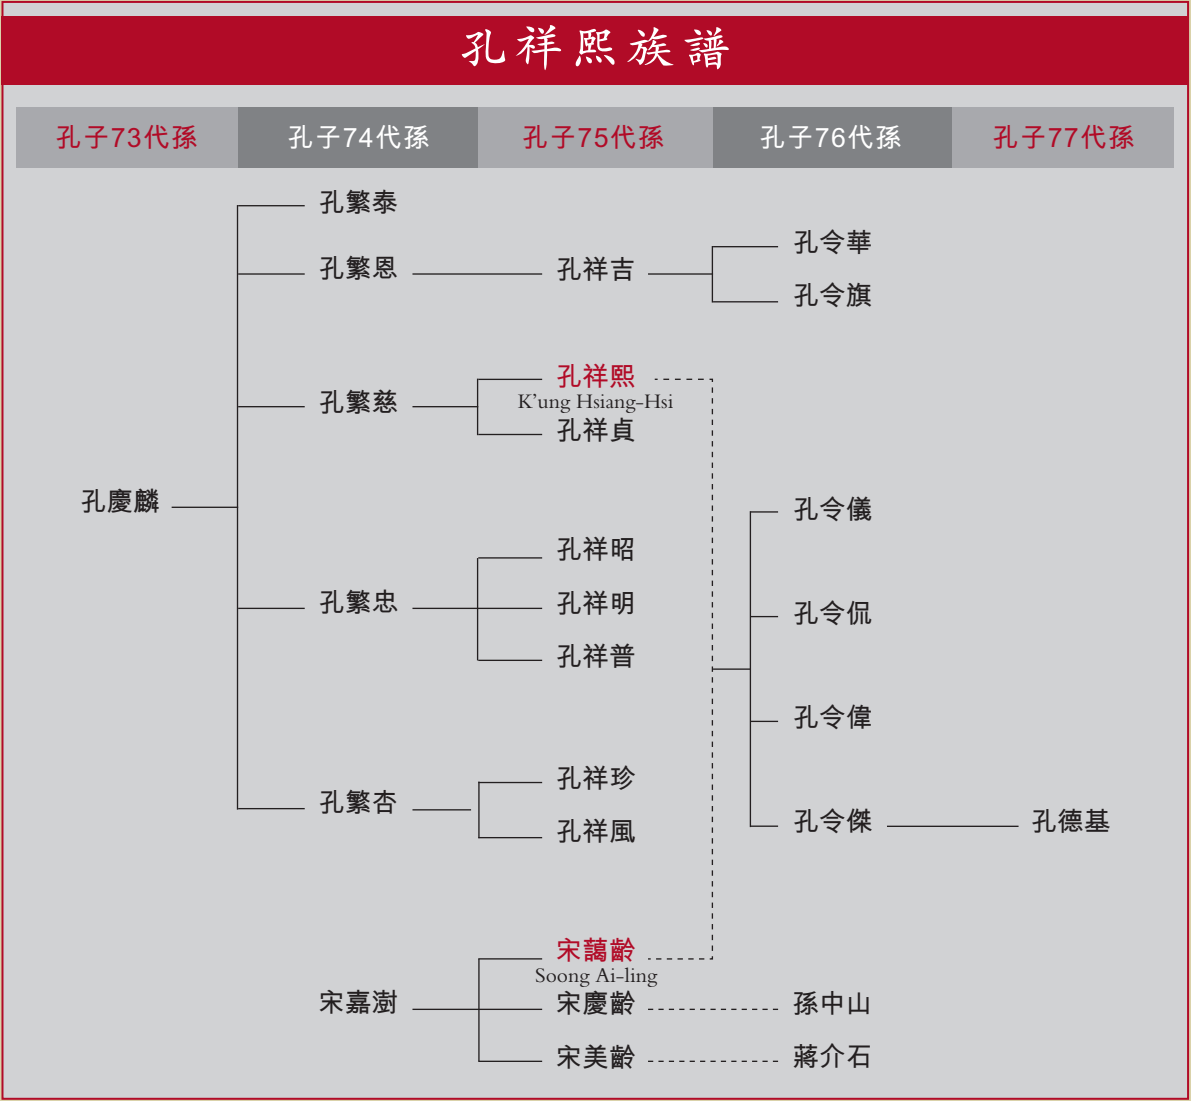 孔祥熙族譜
孔子73代孫 孔子74代孫 孔子75代孫 孔子76代孫 孔子77代孫
孔繁泰
孔令華
孔繁恩 孔祥吉
孔令旗
孔祥熙
K’ung Hsiang-Hsi
孔繁慈
孔祥貞
孔慶麟
孔令儀
孔祥昭
孔繁忠 孔祥明
孔令侃
孔祥普
孔令偉
孔祥珍
孔繁杏
孔令傑 孔德基
孔祥風
宋藹齡
Soong Ai-ling
宋嘉澍 宋慶齡 孫中山
宋美齡 蔣介石